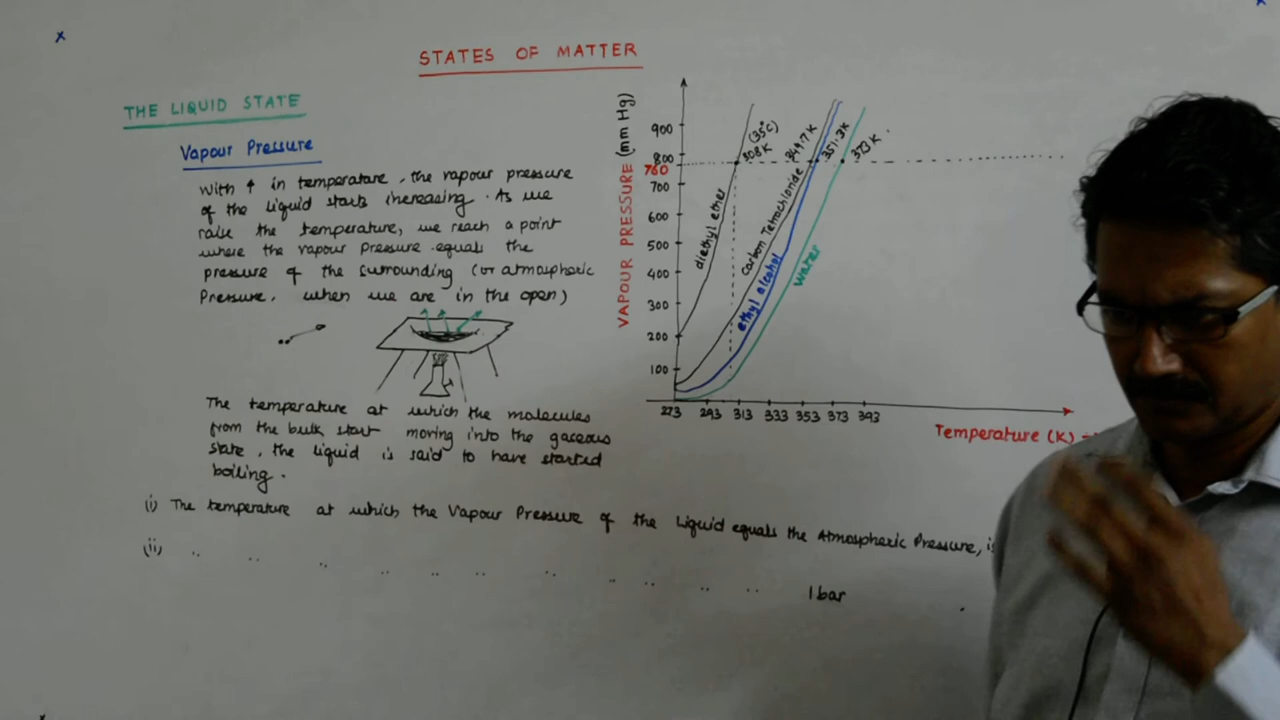 STATES OF MATTER
THE LIQUID STATE
Vapour Pressure
With ↑ in temperature, the vapour pressure
of the liquid starts increasing. As we
raise the temperature, we reach a point
where the vapour pressure equals the
pressure of the surrounding (or atmospheric
Pressure, when we are in the open)
The temperature at which the molecules
from the bulk start moving into the gaseous
state, the liquid is said to have started
boiling.
(i) The temperature at which the Vapour Pressure of the Liquid equals the Atmospheric Pressure, is
(ii) " " " " " " " " " " " 1 bar
VAPOUR PRESSURE (mm Hg)
900
800
760
700
600
500
400
300
200
100
273 293 313 333 353 373 393
Temperature (K) →
diethyl ether
Carbon Tetrachloride
ethyl alcohol
water
308K (35°C)
349.7K
351.3K
373K